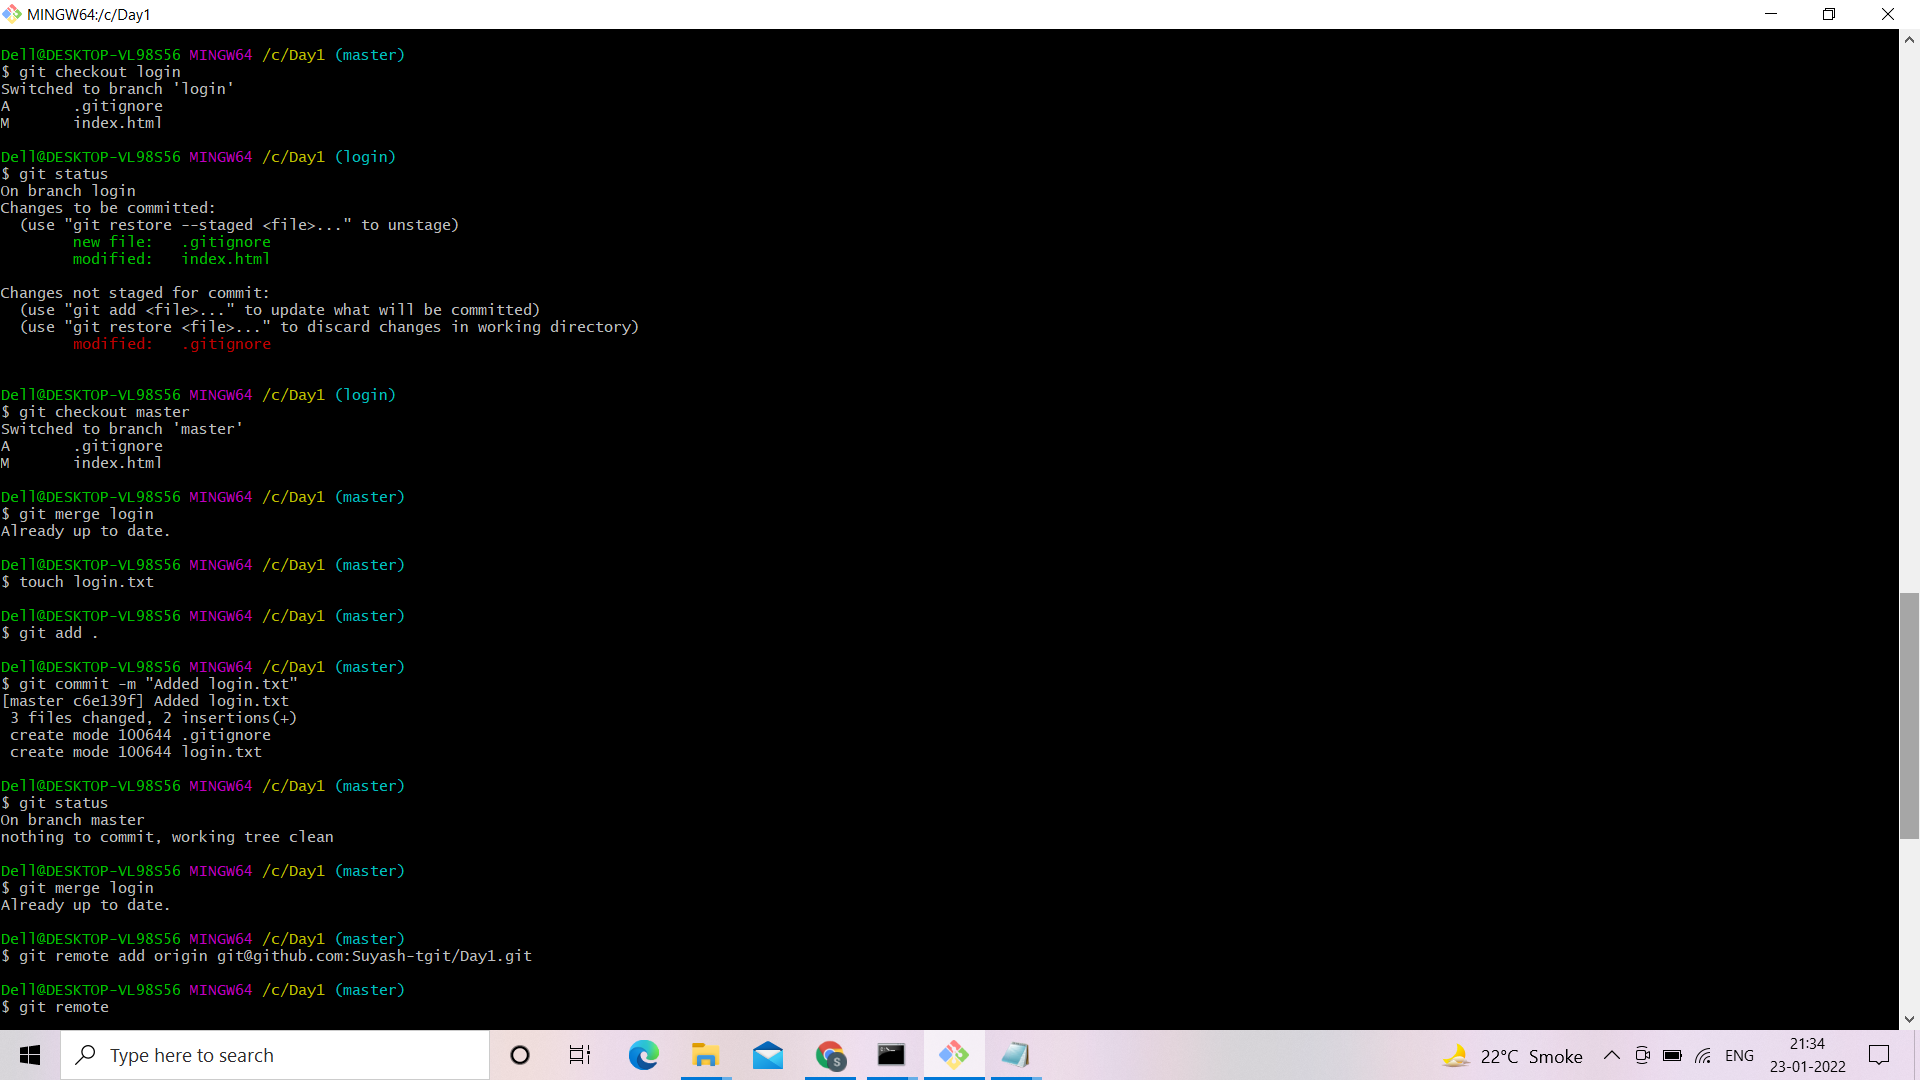 MINGW64:/c/Day1
Dell@DESKTOP-VL98S56 MINGW64 /c/Day1 (master)
$ git checkout login
Switched to branch 'login'
A       .gitignore
M       index.html
Dell@DESKTOP-VL98S56 MINGW64 /c/Day1 (login)
$ git status
On branch login
Changes to be committed:
  (use "git restore --staged <file>..." to unstage)
        new file:   .gitignore
        modified:   index.html
Changes not staged for commit:
  (use "git add <file>..." to update what will be committed)
  (use "git restore <file>..." to discard changes in working directory)
        modified:   .gitignore
Dell@DESKTOP-VL98S56 MINGW64 /c/Day1 (login)
$ git checkout master
Switched to branch 'master'
A       .gitignore
M       index.html
Dell@DESKTOP-VL98S56 MINGW64 /c/Day1 (master)
$ git merge login
Already up to date.
Dell@DESKTOP-VL98S56 MINGW64 /c/Day1 (master)
$ touch login.txt
Dell@DESKTOP-VL98S56 MINGW64 /c/Day1 (master)
$ git add .
Dell@DESKTOP-VL98S56 MINGW64 /c/Day1 (master)
$ git commit -m "Added login.txt"
[master c6e139f] Added login.txt
 3 files changed, 2 insertions(+)
 create mode 100644 .gitignore
 create mode 100644 login.txt
Dell@DESKTOP-VL98S56 MINGW64 /c/Day1 (master)
$ git status
On branch master
nothing to commit, working tree clean
Dell@DESKTOP-VL98S56 MINGW64 /c/Day1 (master)
$ git merge login
Already up to date.
Dell@DESKTOP-VL98S56 MINGW64 /c/Day1 (master)
$ git remote add origin git@github.com:Suyash-tgit/Day1.git
Dell@DESKTOP-VL98S56 MINGW64 /c/Day1 (master)
$ git remote
Type here to search
S
22°C Smoke
ENG
21:34
23-01-2022